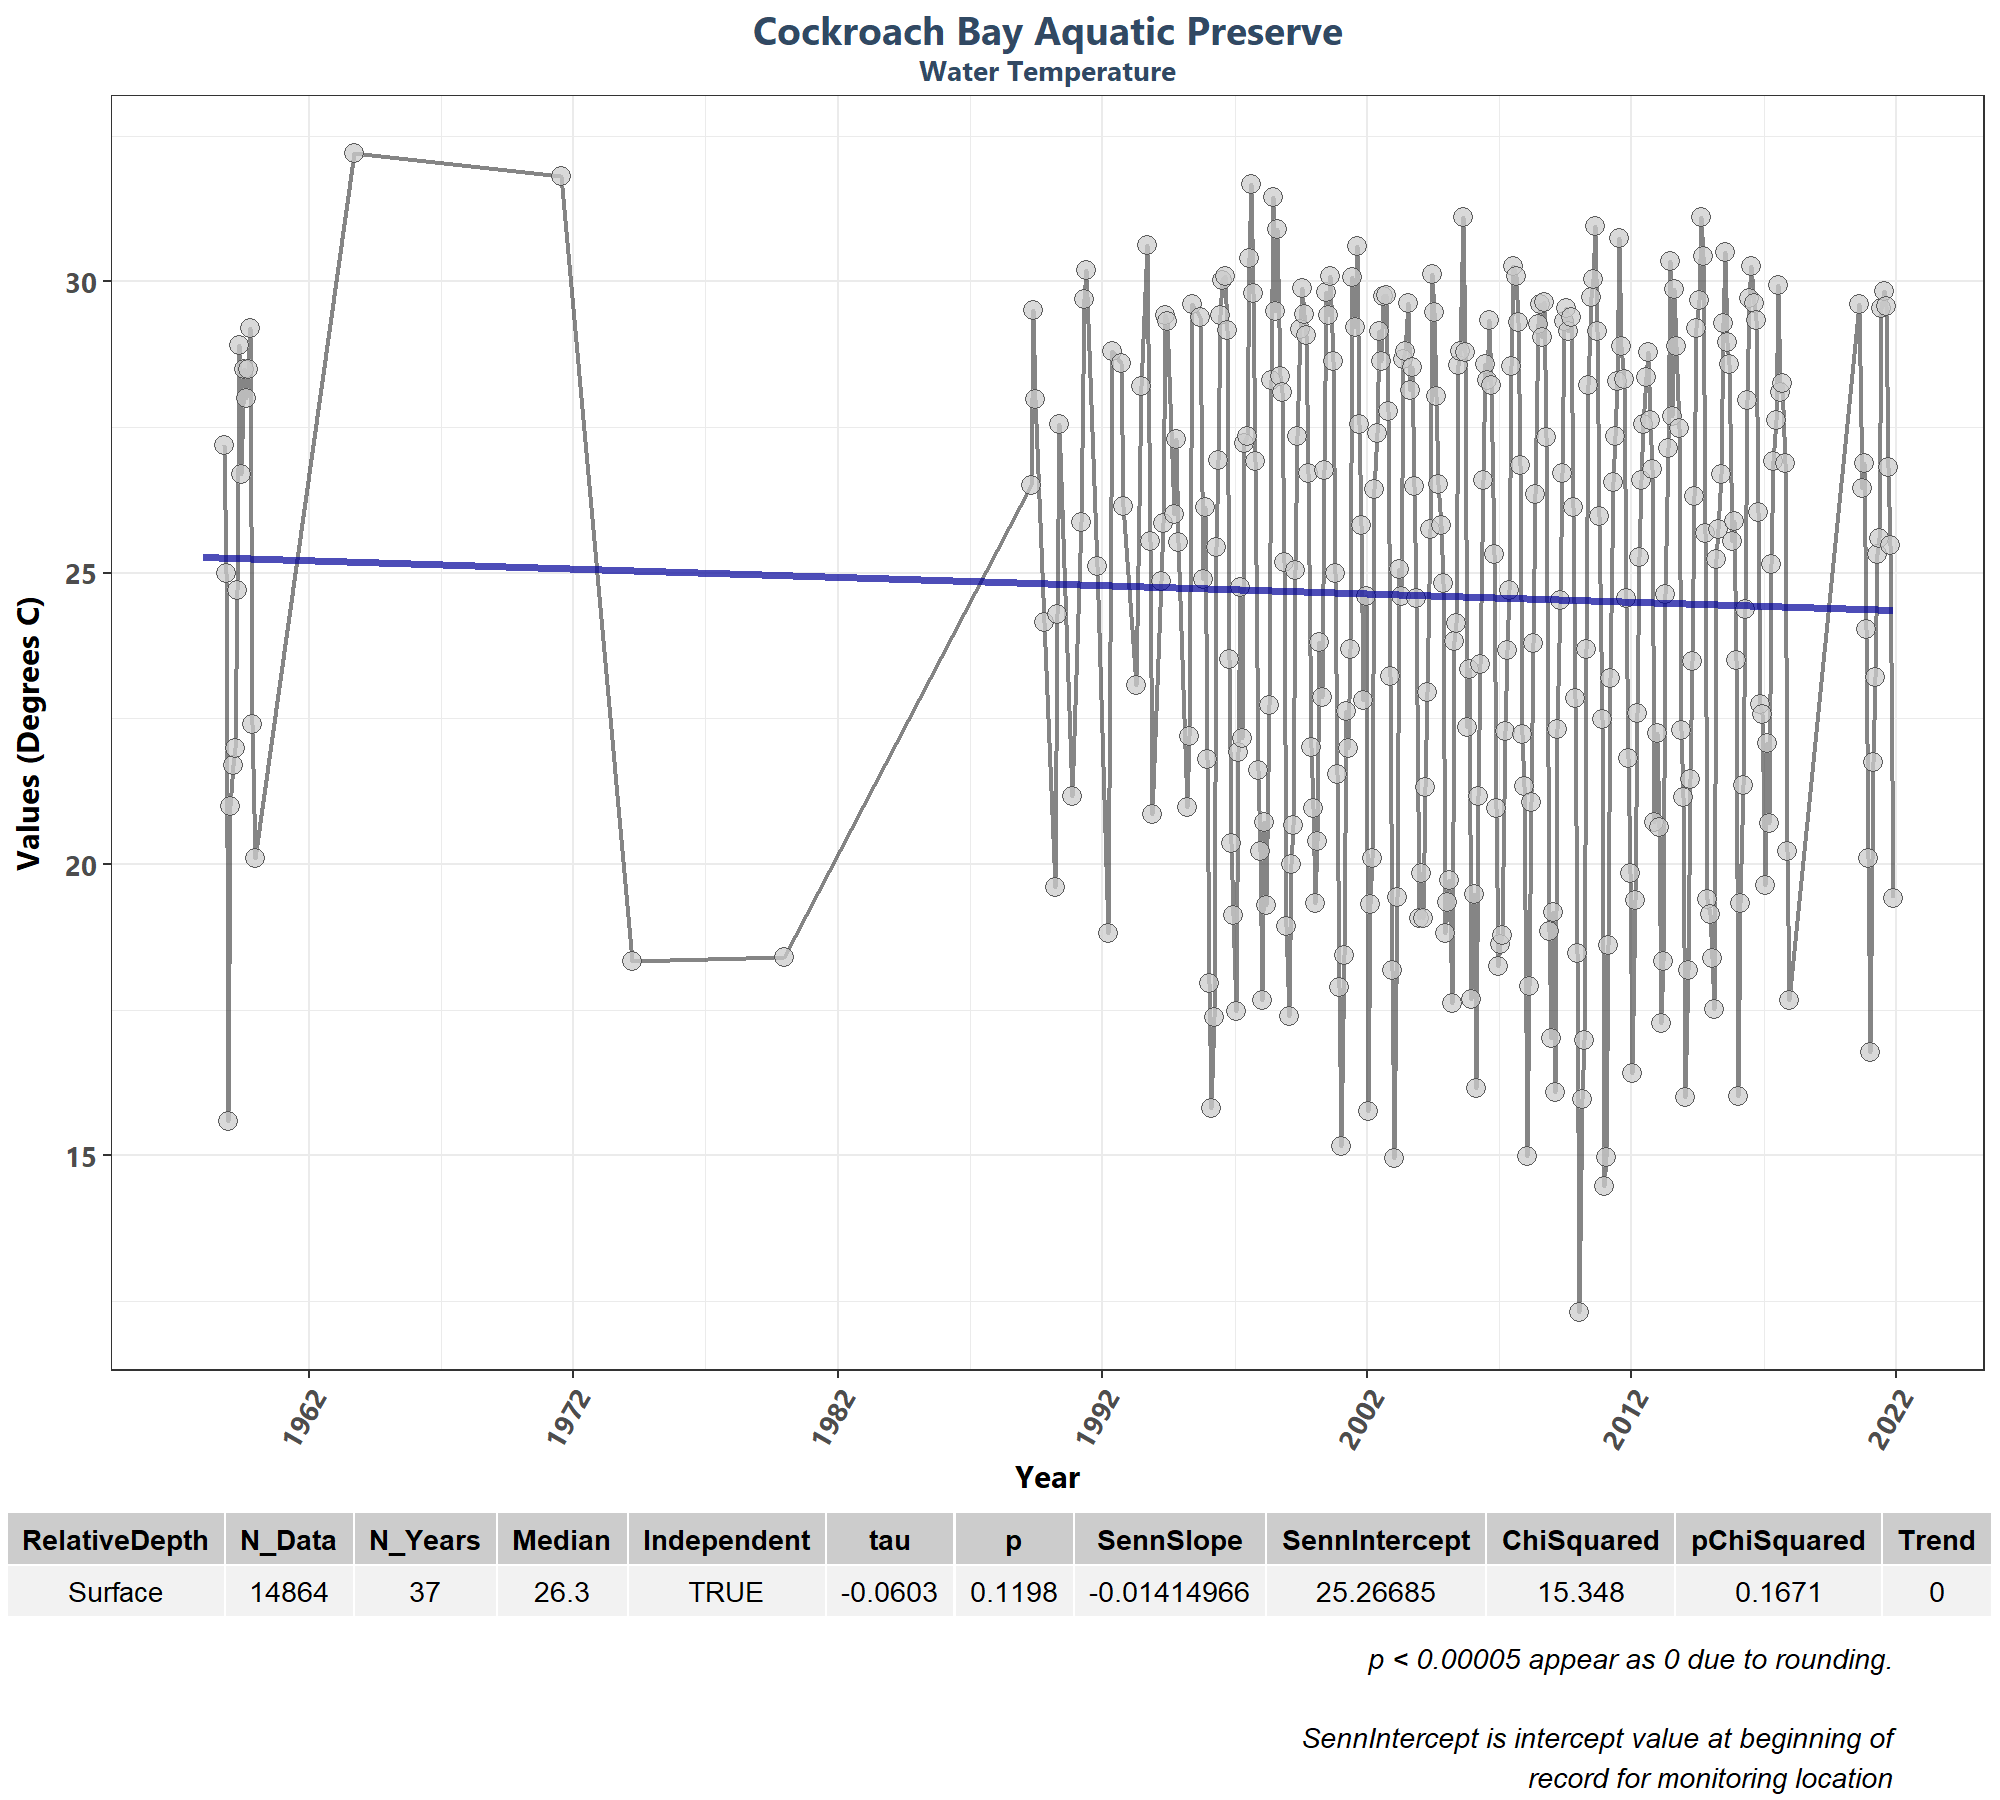 Cockroach Bay Aquatic Preserve
Water Temperature
Values (Degrees C)
30
25
20
15
1962
1972
1982
1992
2002
2012
2022
Year
RelativeDepth N_Data N_Years Median Independent tau p SennSlope SennIntercept ChiSquared pChiSquared Trend
Surface 14864 37 26.3 TRUE -0.0603 0.1198 -0.01414966 25.26685 15.348 0.1671 0
p < 0.00005 appear as 0 due to rounding.
SennIntercept is intercept value at beginning of
record for monitoring location